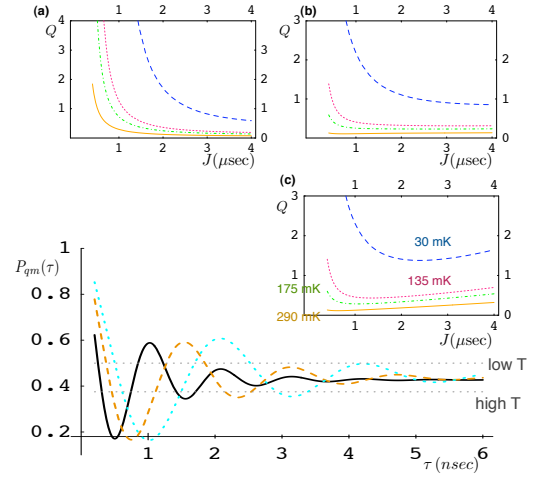 (a)
1 2 3 4
Q
4
3
2
1
3
2
1
0
1 2 3 4
J(μsec)
(b)
1 2 3 4
Q
3
2
1
3
2
1
0
1 2 3 4
J(μsec)
(c)
1 2 3 4
Q
3
2
1
0
2
1
0
1 2 3 4
J(μsec)
30 mK
135 mK
175 mK
290 mK
P_qm(τ)
1
0.8
0.6
0.4
0.2
low T
high T
1 2 3 4 5 6
τ(nsec)